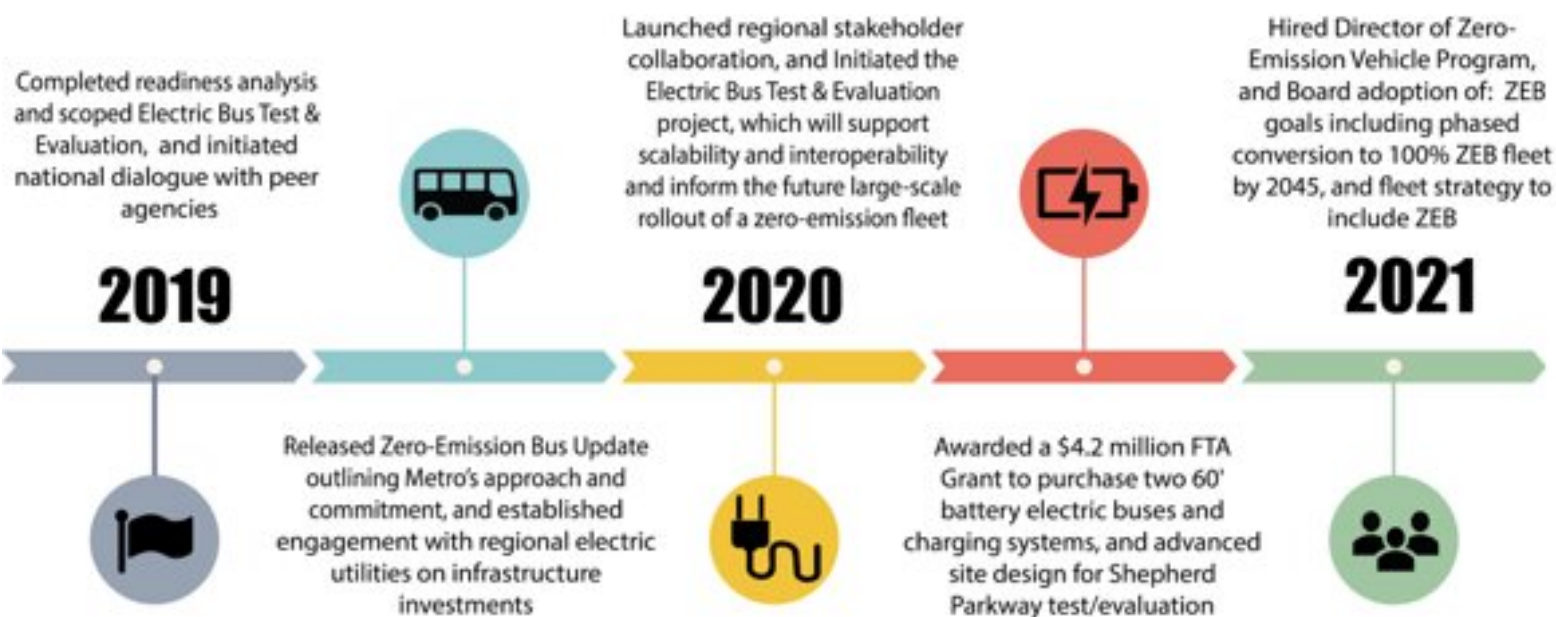 Completed readiness analysis
and scoped Electric Bus Test &
Evaluation, and initiated
national dialogue with peer
agencies
2019
Released Zero-Emission Bus Update
outlining Metro's approach and
commitment, and established
engagement with regional electric
utilities on infrastructure
investments
Launched regional stakeholder
collaboration, and Initiated the
Electric Bus Test & Evaluation
project, which will support
scalability and interoperability
and inform the future large-scale
rollout of a zero-emission fleet
2020
Awarded a $4.2 million FTA
Grant to purchase two 60'
battery electric buses and
charging systems, and advanced
site design for Shepherd
Parkway test/evaluation
Hired Director of Zero-
Emission Vehicle Program,
and Board adoption of: ZEB
goals including phased
conversion to 100% ZEB fleet
by 2045, and fleet strategy to
include ZEB
2021